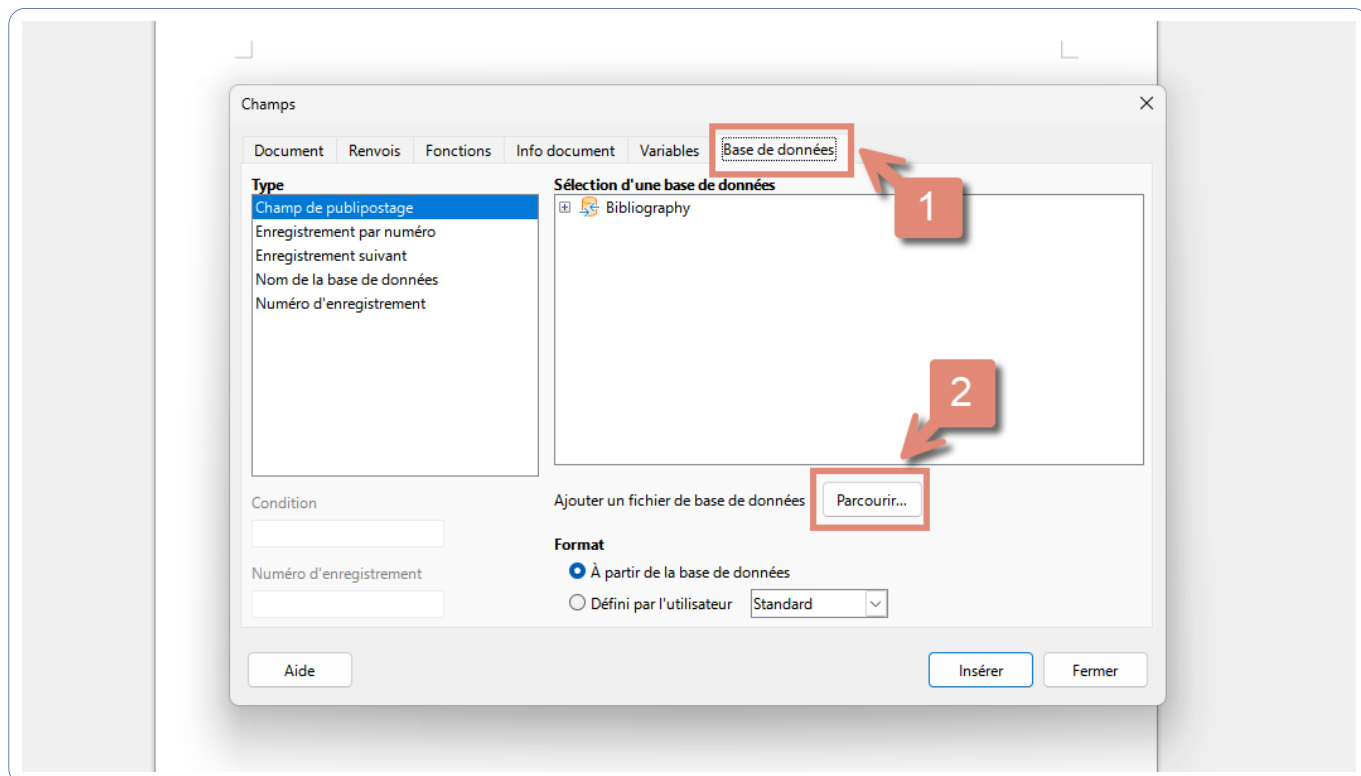 Champs
Document Renvois Fonctions Info document Variables Base de données
1
Type
Champ de publipostage
Enregistrement par numéro
Enregistrement suivant
Nom de la base de données
Numéro d'enregistrement
Sélection d'une base de données
Bibliography
2
Condition
Numéro d'enregistrement
Ajouter un fichier de base de données Parcourir...
Format
À partir de la base de données
Défini par l'utilisateur Standard
Aide Insérer Fermer